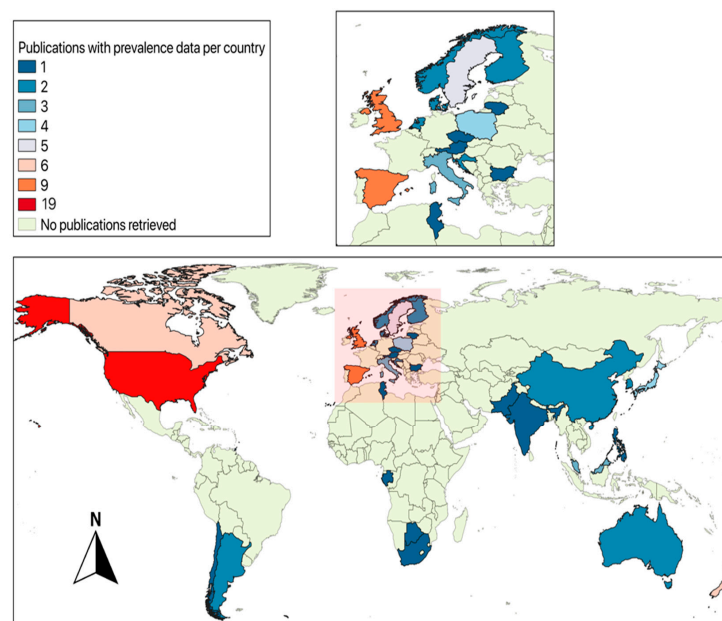 Publications with prevalence data per country
1
2
3
4
5
6
9
19
No publications retrieved
N